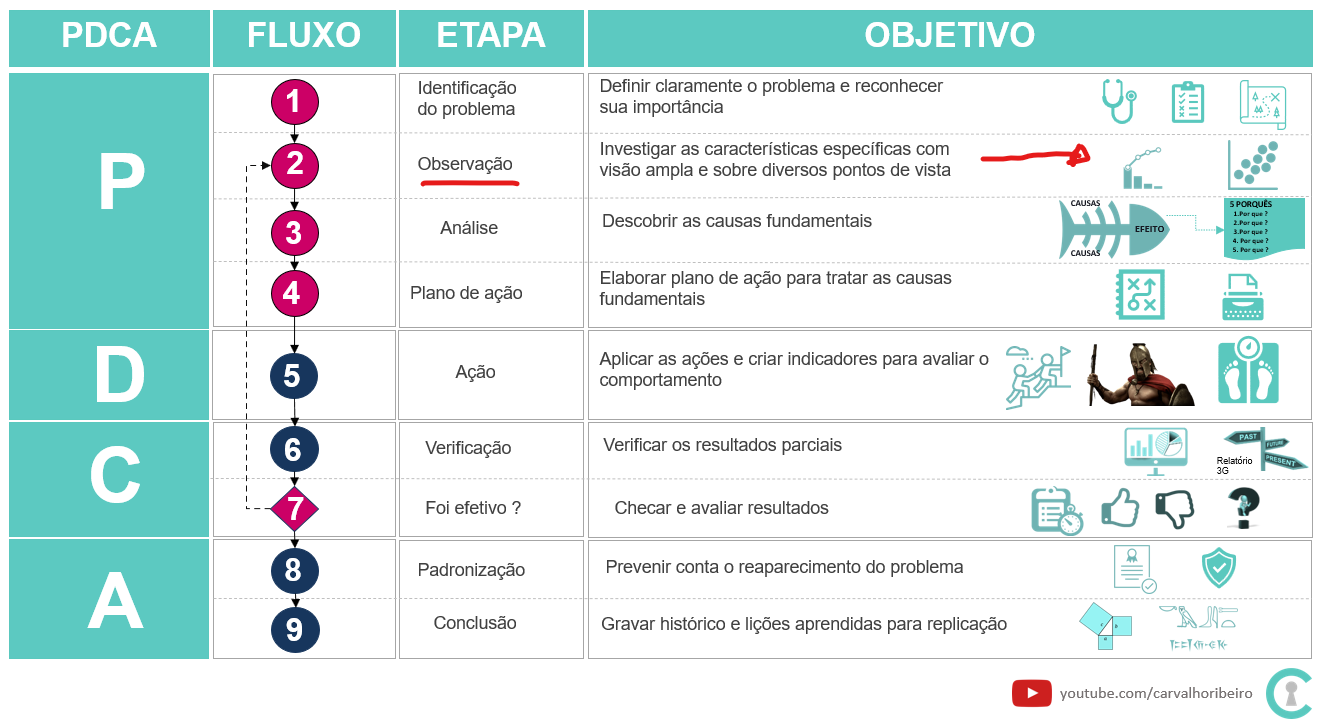 PDCA FLUXO ETAPA OBJETIVO
P
1
Identificação
do problema
Definir claramente o problema e reconhecer
sua importância
2
Observação
Investigar as características específicas com
visão ampla e sobre diversos pontos de vista
3
Análise
Descobrir as causas fundamentais
CAUSAS
EFEITO
CAUSAS
5 PORQUÊS
1.Por que ?
2.Por que ?
3.Por que ?
4. Por que ?
5. Por que ?
4
Plano de ação
Elaborar plano de ação para tratar as causas
fundamentais
D
5
Ação
Aplicar as ações e criar indicadores para avaliar o
comportamento
C
6
Verificação
Verificar os resultados parciais
PAST
FUTURE
PRESENT
Relatório
3G
7
Foi efetivo ?
Checar e avaliar resultados
A
8
Padronização
Prevenir conta o reaparecimento do problema
9
Conclusão
Gravar histórico e lições aprendidas para replicação
youtube.com/carvalhoribeiro